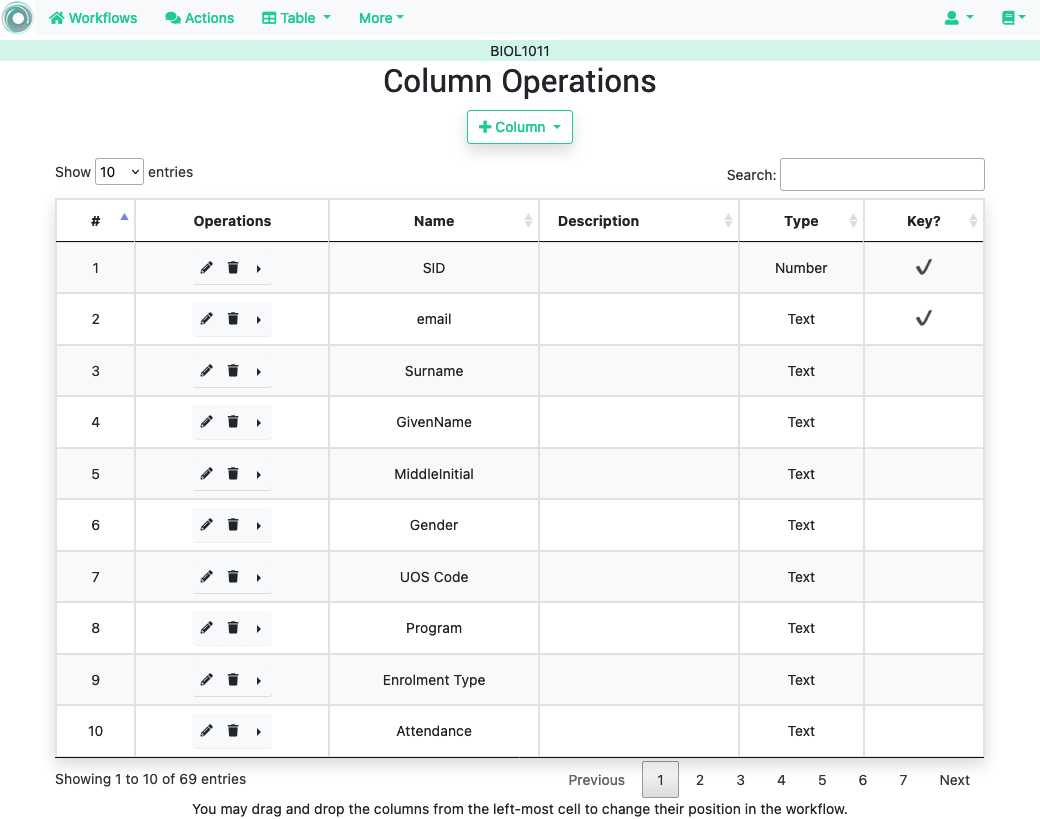 Workflows Actions Table More
BIOL1011
Column Operations
Column
Show 10 entries Search:
# Operations Name Description Type Key?
1 SID Number
2 email Text
3 Surname Text
4 GivenName Text
5 MiddleInitial Text
6 Gender Text
7 UOS Code Text
8 Program Text
9 Enrolment Type Text
10 Attendance Text
Showing 1 to 10 of 69 entries Previous 1 2 3 4 5 6 7 Next
You may drag and drop the columns from the left-most cell to change their position in the workflow.